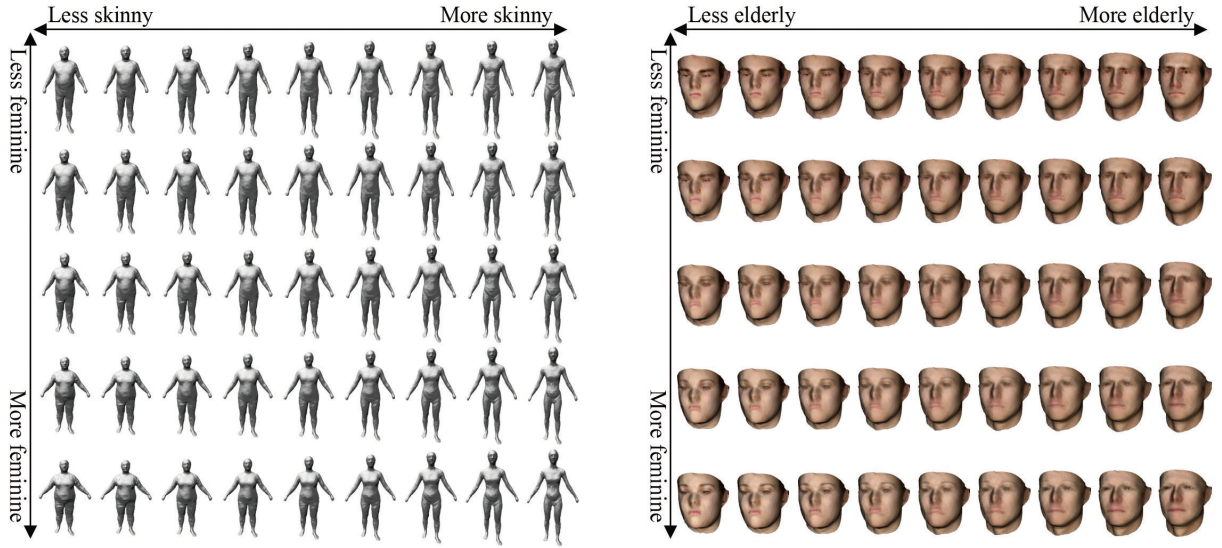 Less skinny
More skinny
Less feminine
More feminine
Less elderly
More elderly
Less feminine
More feminine